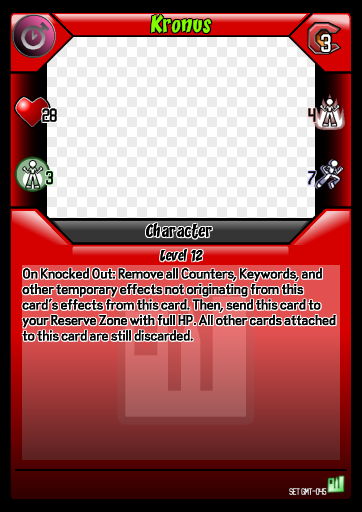 Kronus
3
28
4
3
7
Character
Level 12
On Knocked Out: Remove all Counters, Keywords, and
other temporary effects not originating from this
card's effects from this card. Then, send this card to
your Reserve Zone with full HP. All other cards attached
to this card are still discarded.
SET GMT-045